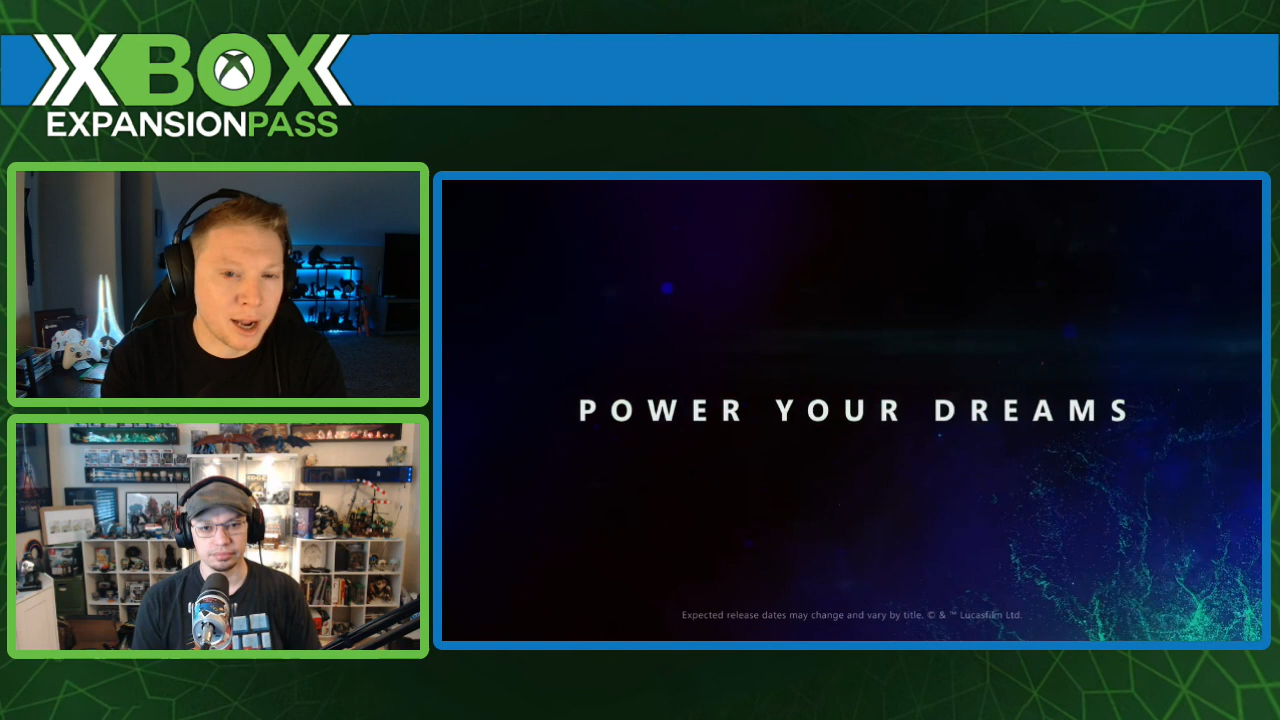 XBOX
EXPANSIONPASS
POWER YOUR DREAMS
Expected release dates may change and vary by title. © & ™ Lucasfilm Ltd.